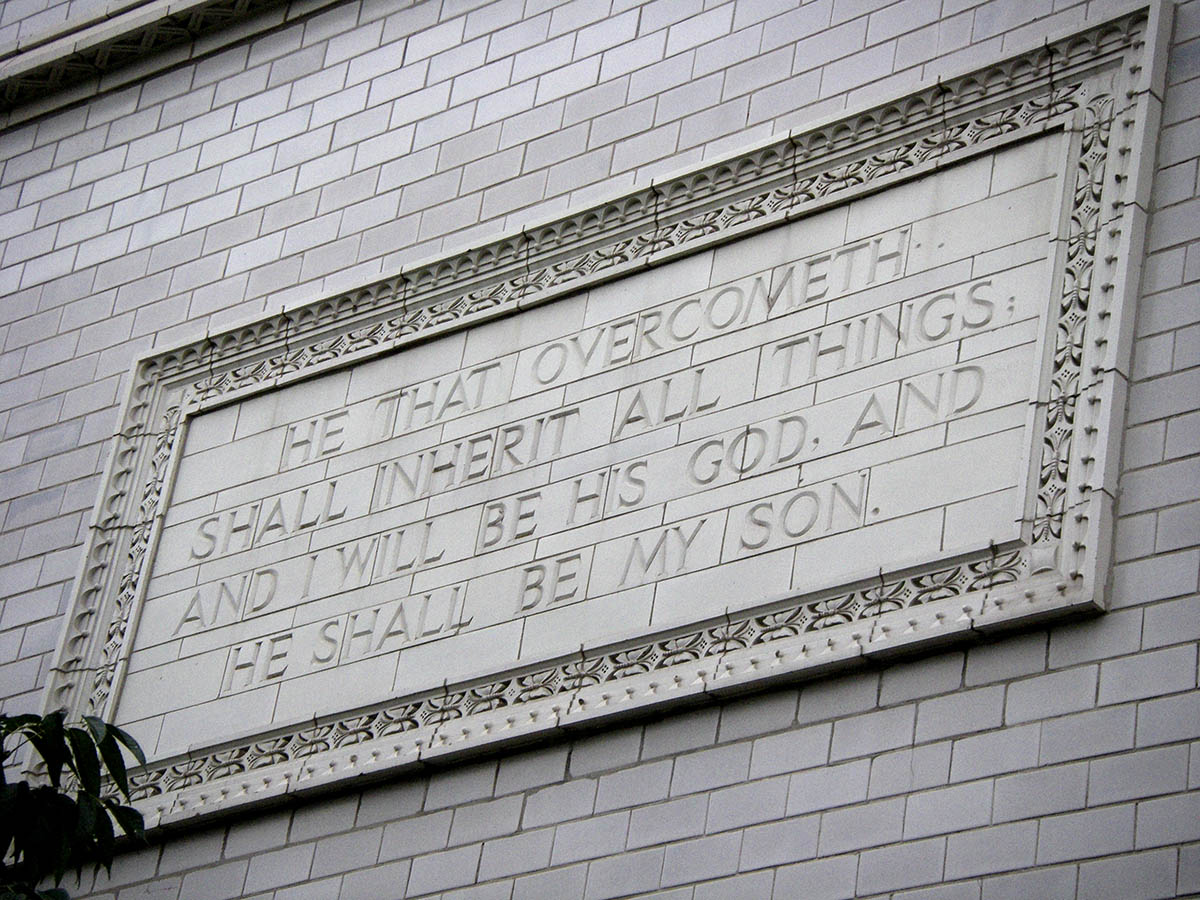 HE THAT OVERCOMETH··
SHALL INHERIT ALL THINGS;
AND I WILL BE HIS GOD, AND
HE SHALL BE MY SON.